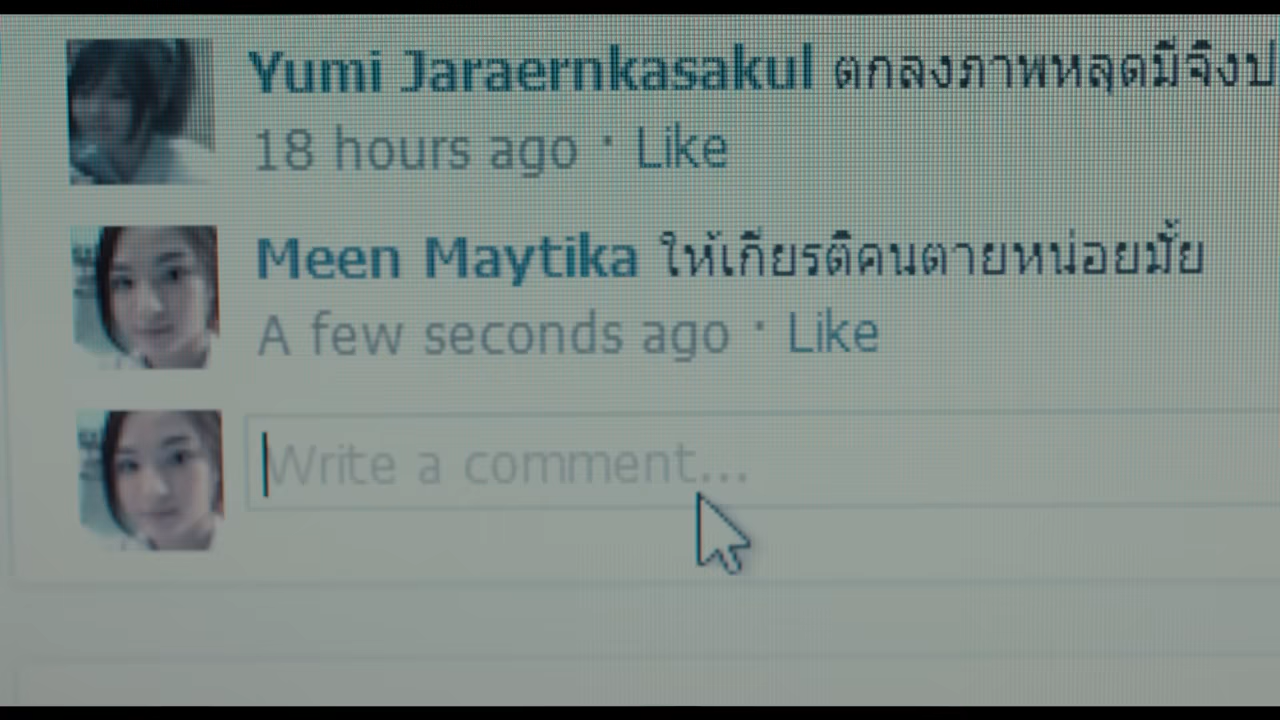 Yumi Jaraernkasakul ตกลงภาพหลุดมีจิงป
18 hours ago · Like
Meen Maytika ให้เกียรติคนตายหน่อยมั้ย
A few seconds ago · Like
Write a comment...